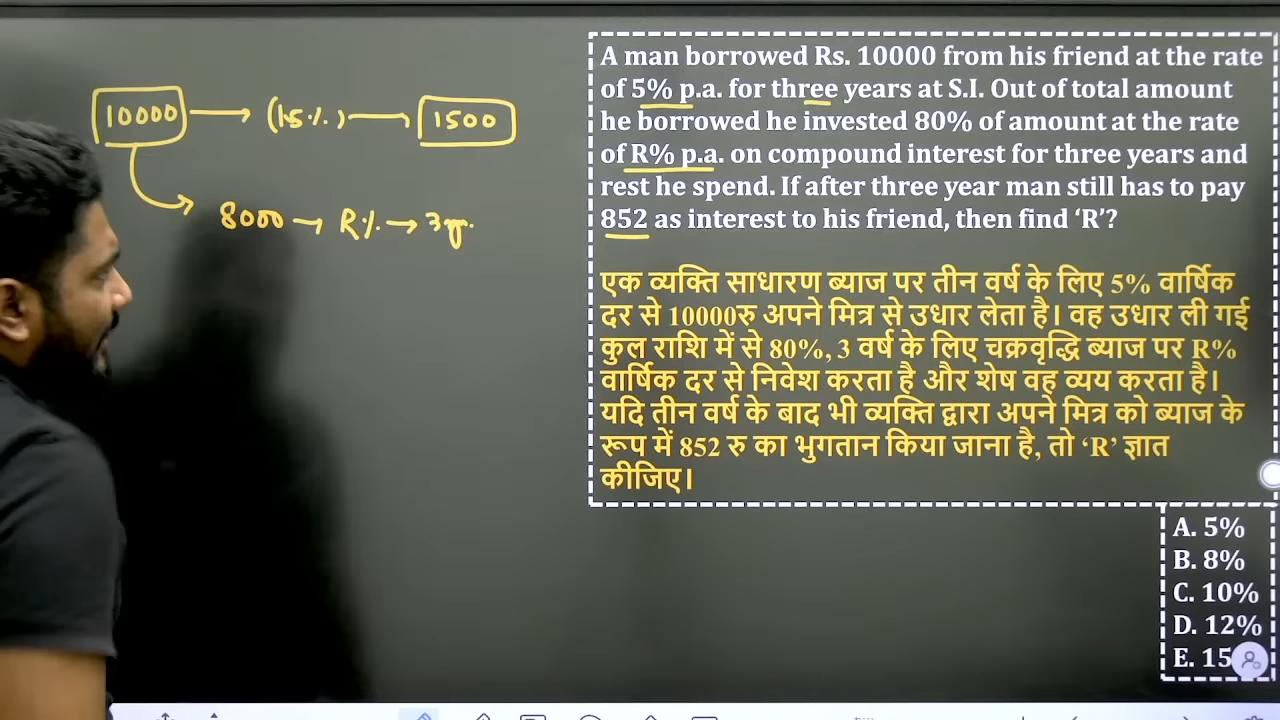 10000 → (15%) → 1500
8000 → R% → 3yr.
A man borrowed Rs. 10000 from his friend at the rate
of 5% p.a. for three years at S.I. Out of total amount
he borrowed he invested 80% of amount at the rate
of R% p.a. on compound interest for three years and
rest he spend. If after three year man still has to pay
852 as interest to his friend, then find ‘R’?
एक व्यक्ति साधारण ब्याज पर तीन वर्ष के लिए 5% वार्षिक
दर से 10000रु अपने मित्र से उधार लेता है। वह उधार ली गई
कुल राशि में से 80%, 3 वर्ष के लिए चक्रवृद्धि ब्याज पर R%
वार्षिक दर से निवेश करता है और शेष वह व्यय करता है।
यदि तीन वर्ष के बाद भी व्यक्ति द्वारा अपने मित्र को ब्याज के
रूप में 852 रु का भुगतान किया जाना है, तो ‘R’ ज्ञात
कीजिए।
A. 5%
B. 8%
C. 10%
D. 12%
E. 15